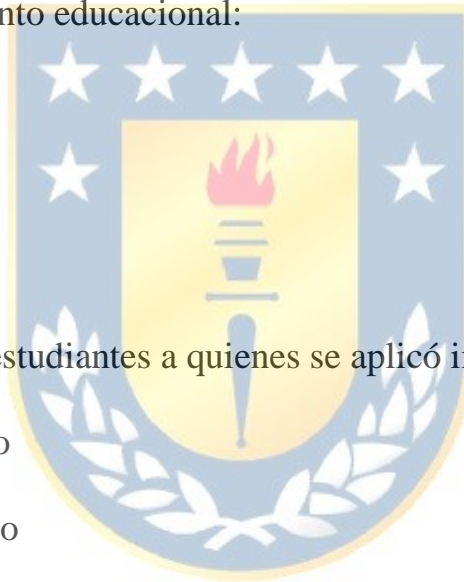 nto educacional:
estudiantes a quienes se aplicó i
o
o